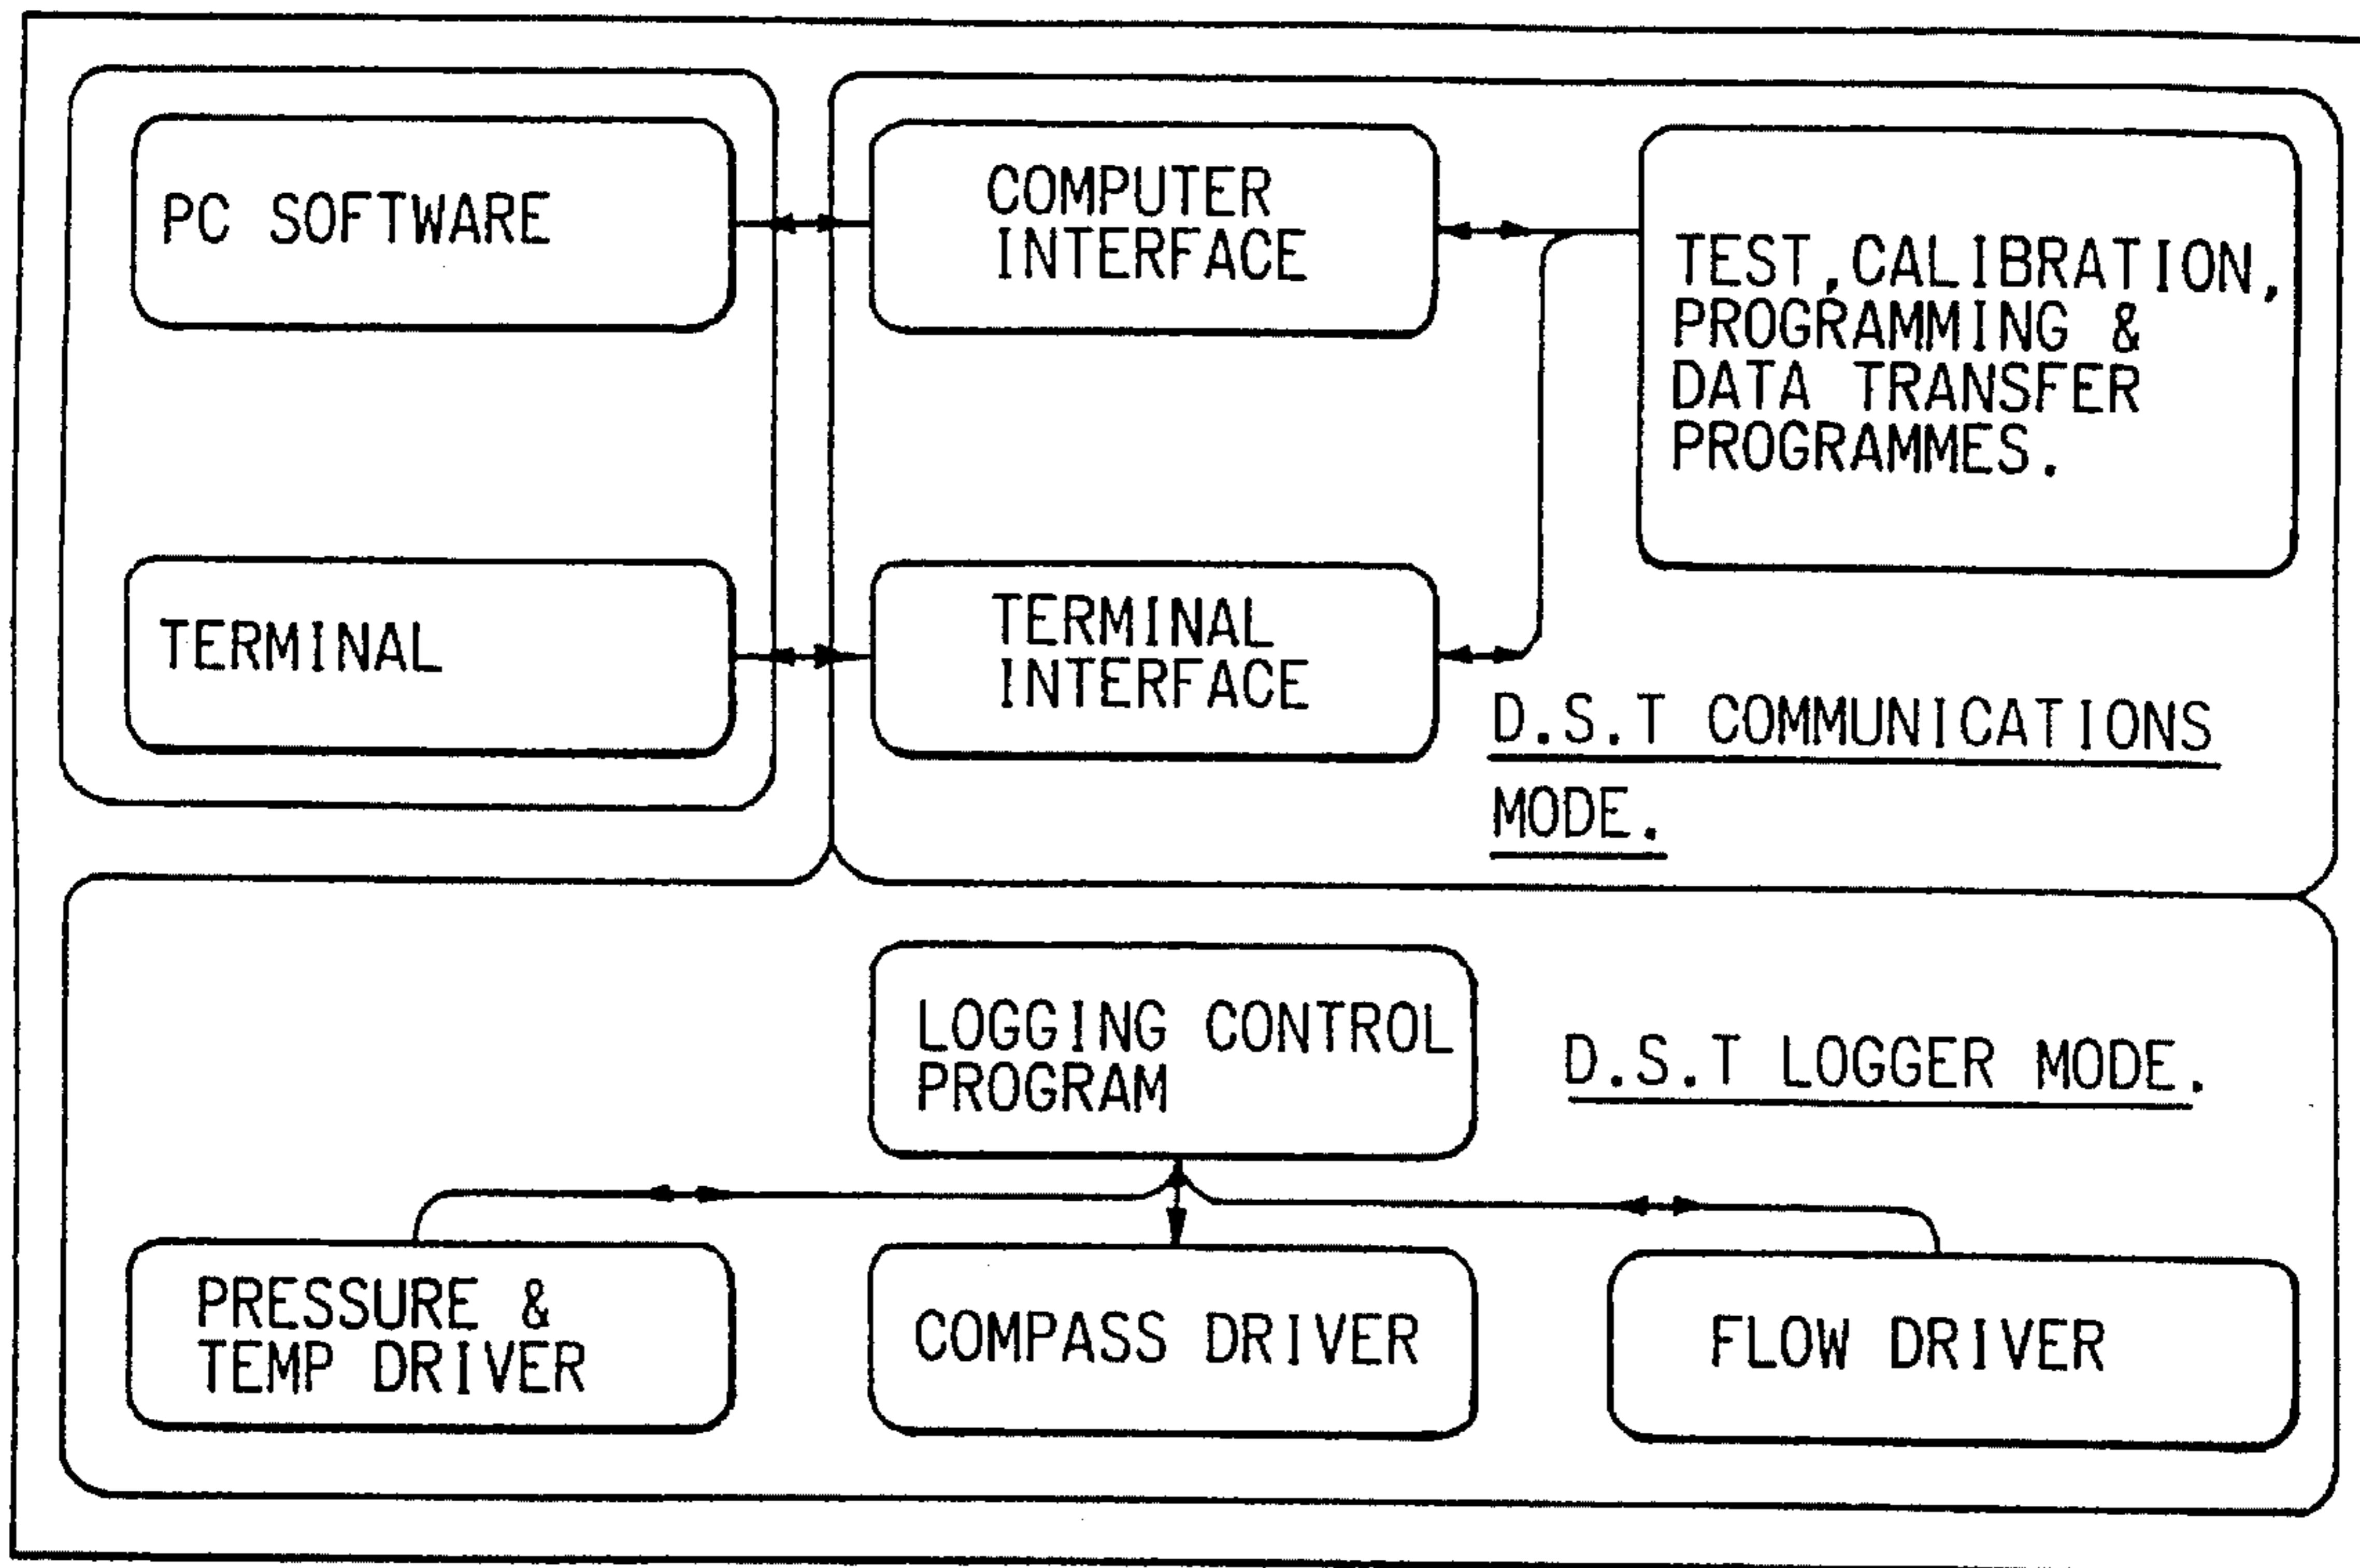 PC SOFTWARE
COMPUTER
INTERFACE
TEST,CALIBRATION,
PROGRAMMING &
DATA TRANSFER
PROGRAMMES.
TERMINAL
TERMINAL
INTERFACE
D.S.T COMMUNICATIONS
MODE.
LOGGING CONTROL
PROGRAM
D.S.T LOGGER MODE.
PRESSURE &
TEMP DRIVER
COMPASS DRIVER
FLOW DRIVER